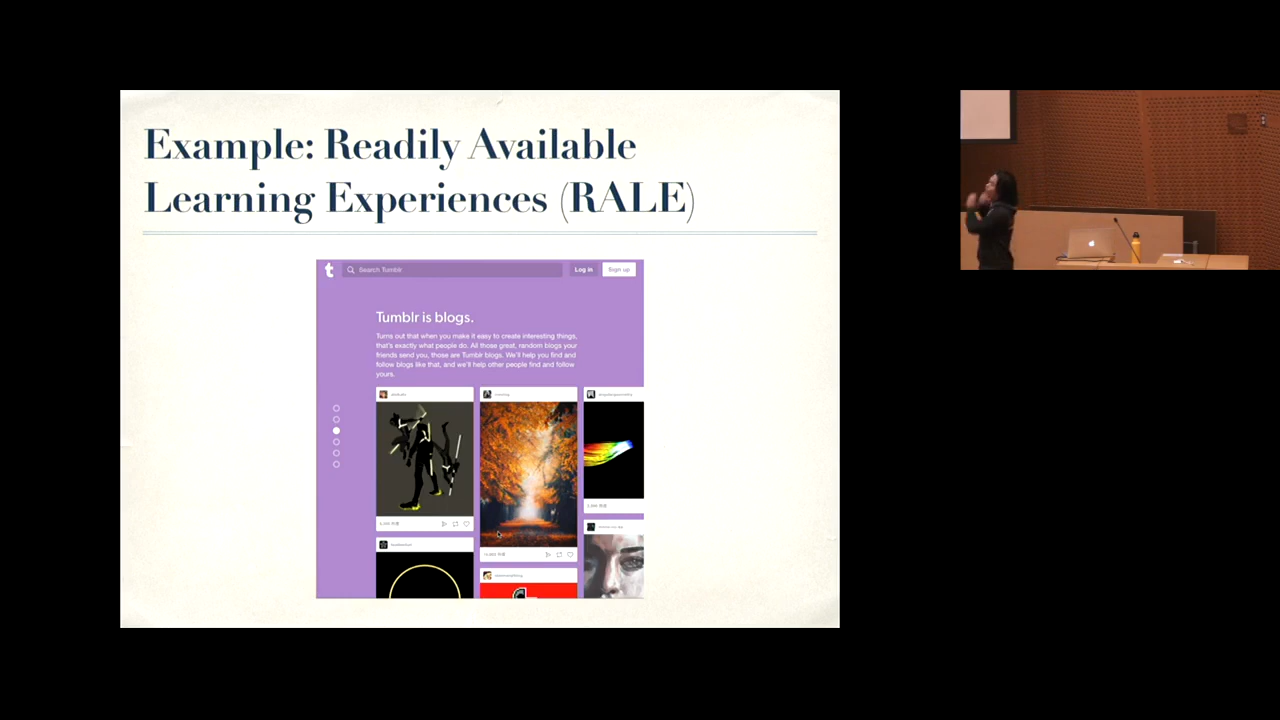 Example: Readily Available
Learning Experiences (RALE)
t
Search Tumblr
Log in
Sign up
Tumblr is blogs.
Turns out that when you make it easy to create interesting things,
that's exactly what people do. All those great, random blogs your
friends send you, those are Tumblr blogs. We'll help you find and
follow blogs like that, and we'll help other people find and follow
yours.